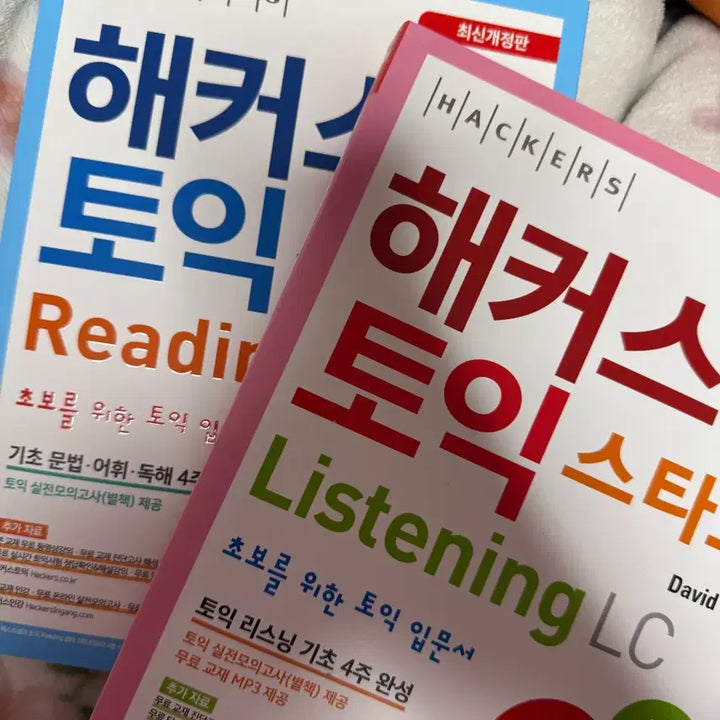 최신개정판
해커스
토익
Reading
초보를 위한 토익 입
기초 문법·어휘·독해 4주
토익 실전모의고사(별책) 제공
추가 자료
HACKERS
해커스
토익 스타
Listening LC
David
초보를 위한 토익 입문서
토익 리스닝 기초 4주 완성
토익 실전모의고사(별책) 제공
무료 교재 MP3 제공
추가 자료